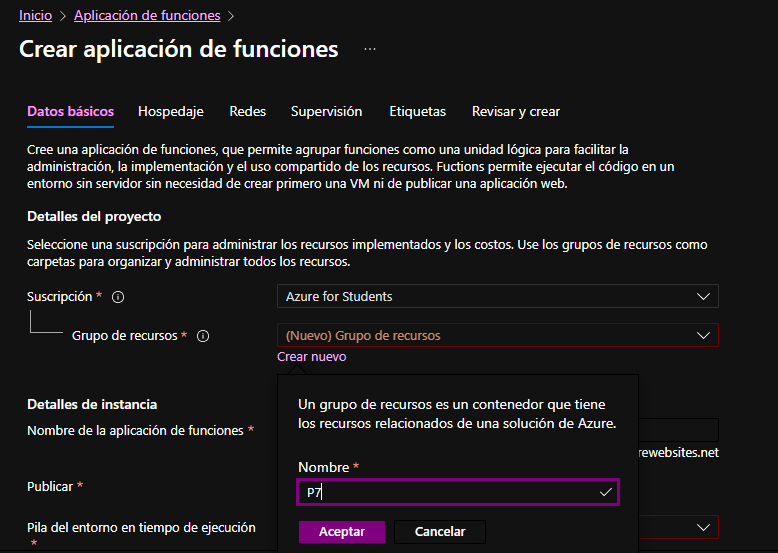 Inicio > Aplicación de funciones >
Crear aplicación de funciones ...
Datos básicos Hospedaje Redes Supervisión Etiquetas Revisar y crear
Cree una aplicación de funciones, que permite agrupar funciones como una unidad lógica para facilitar la
administración, la implementación y el uso compartido de los recursos. Fuctions permite ejecutar el código en un
entorno sin servidor sin necesidad de crear primero una VM ni de publicar una aplicación web.
Detalles del proyecto
Seleccione una suscripción para administrar los recursos implementados y los costos. Use los grupos de recursos como
carpetas para organizar y administrar todos los recursos.
Suscripción * Azure for Students
Grupo de recursos * (Nuevo) Grupo de recursos
Crear nuevo
Un grupo de recursos es un contenedor que tiene
los recursos relacionados de una solución de Azure.
Detalles de instancia
Nombre de la aplicación de funciones *
rewebsites.net
Nombre *
P7
Publicar *
Pila del entorno en tiempo de ejecución
*
Aceptar Cancelar